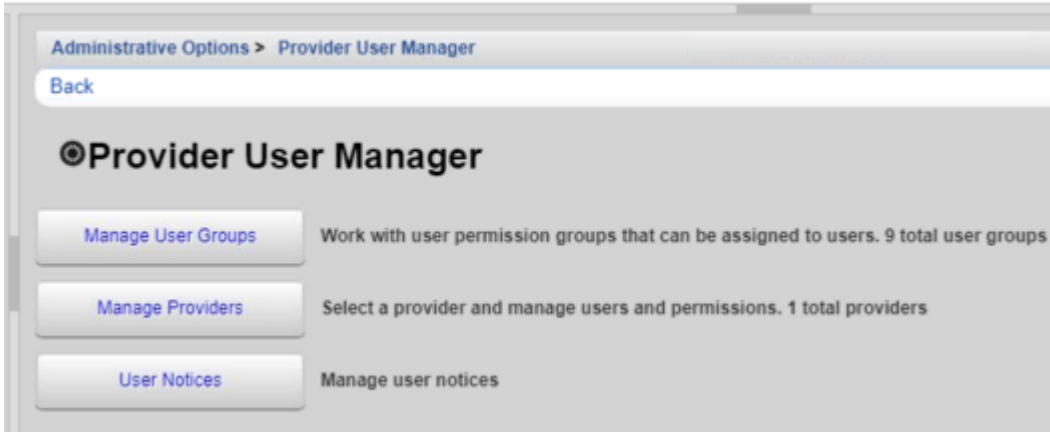 Administrative Options > Provider User Manager
Back
Provider User Manager
Manage User Groups Work with user permission groups that can be assigned to users. 9 total user groups
Manage Providers Select a provider and manage users and permissions. 1 total providers
User Notices Manage user notices